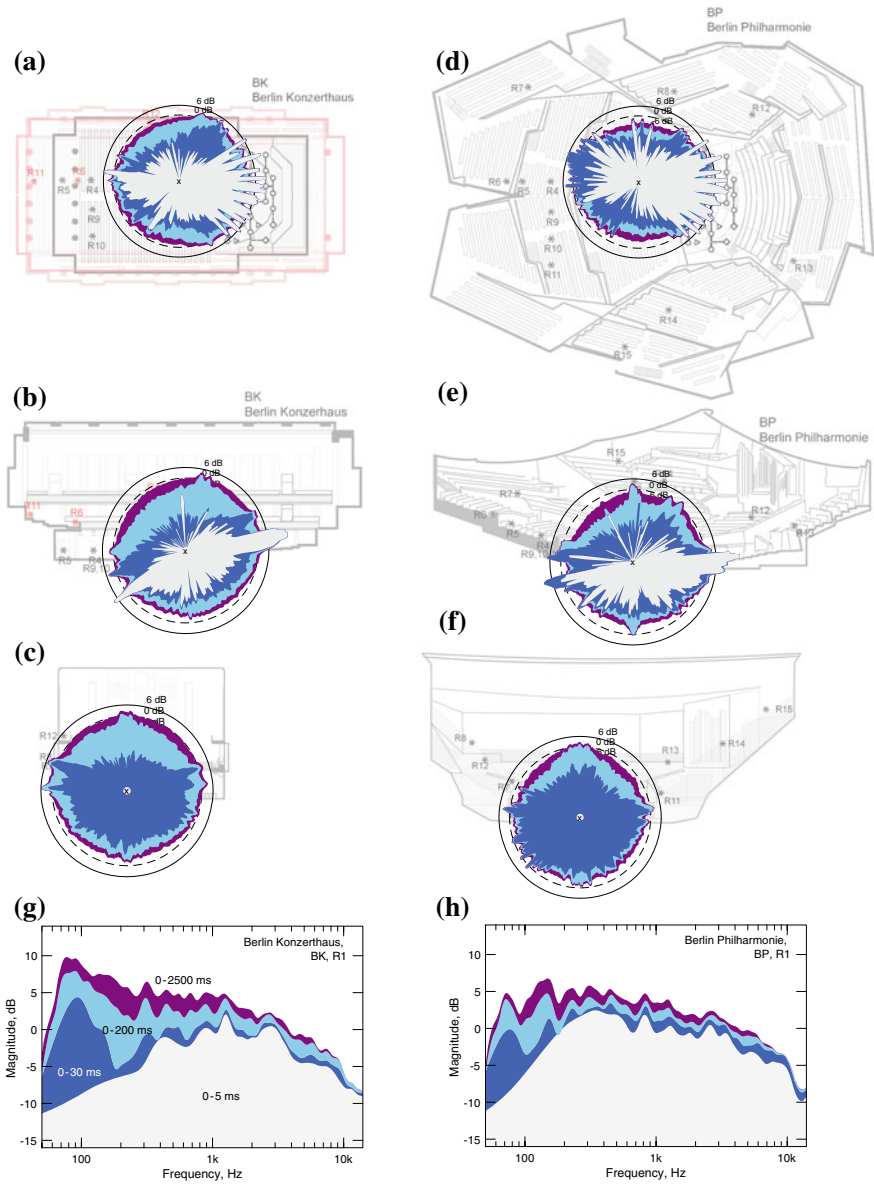 (a)
BK
Berlin Konzerthaus
6 dB
0 dB
R11
R5
R6
R4
R9
R10
x
(d)
BP
Berlin Philharmonie
R7
R8
6 dB
0 dB
-6 dB
R12
R6
R5
R4
R9
R10
R11
x
R13
R14
R15
(b)
BK
Berlin Konzerhaus
6 dB
0 dB
R11
R6
R5
R4
R9,10
x
(e)
BP
Berlin Philharmonie
R15
6 dB
0 dB
-6 dB
R7
R6
R5
R4
R9,10
R12
x
(c)
6 dB
0 dB
R12
x
(f)
R15
R8
6 dB
0 dB
R14
R12
R13
R11
x
(g)
Berlin Konzerthaus,
BK, R1
0-2500 ms
0-200 ms
0-30 ms
0-5 ms
Magnitude, dB
10
5
0
-5
-10
-15
100
1k
10k
Frequency, Hz
(h)
Berlin Philharmonie,
BP, R1
Magnitude, dB
10
5
0
-5
-10
-15
100
1k
10k
Frequency, Hz